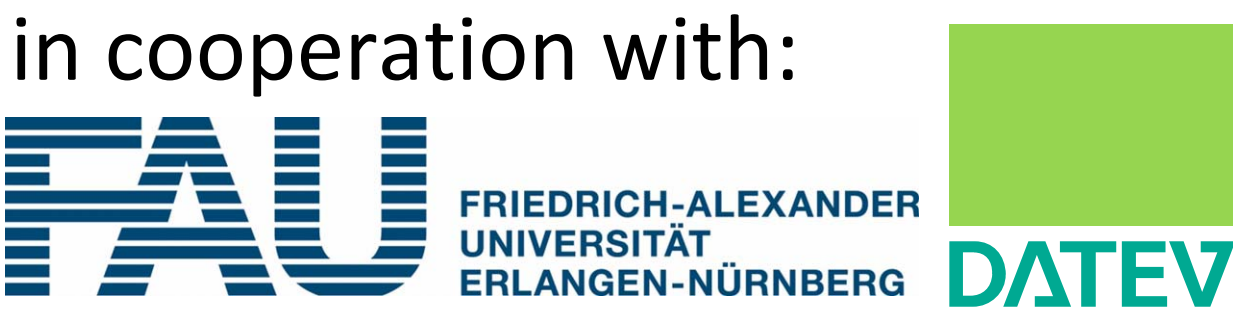 in cooperation with:
FAU
FRIEDRICH-ALEXANDER
UNIVERSITÄT
ERLANGEN-NÜRNBERG
DATEV